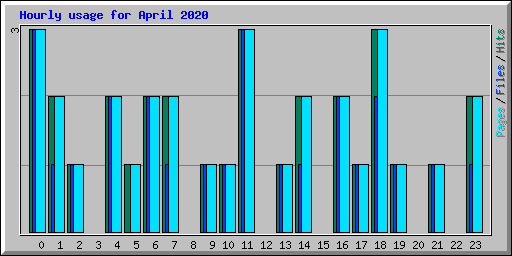 Hourly usage for April 2020
3
Pages/Files/Hits
0 1 2 3 4 5 6 7 8 9 10 11 12 13 14 15 16 17 18 19 20 21 22 23